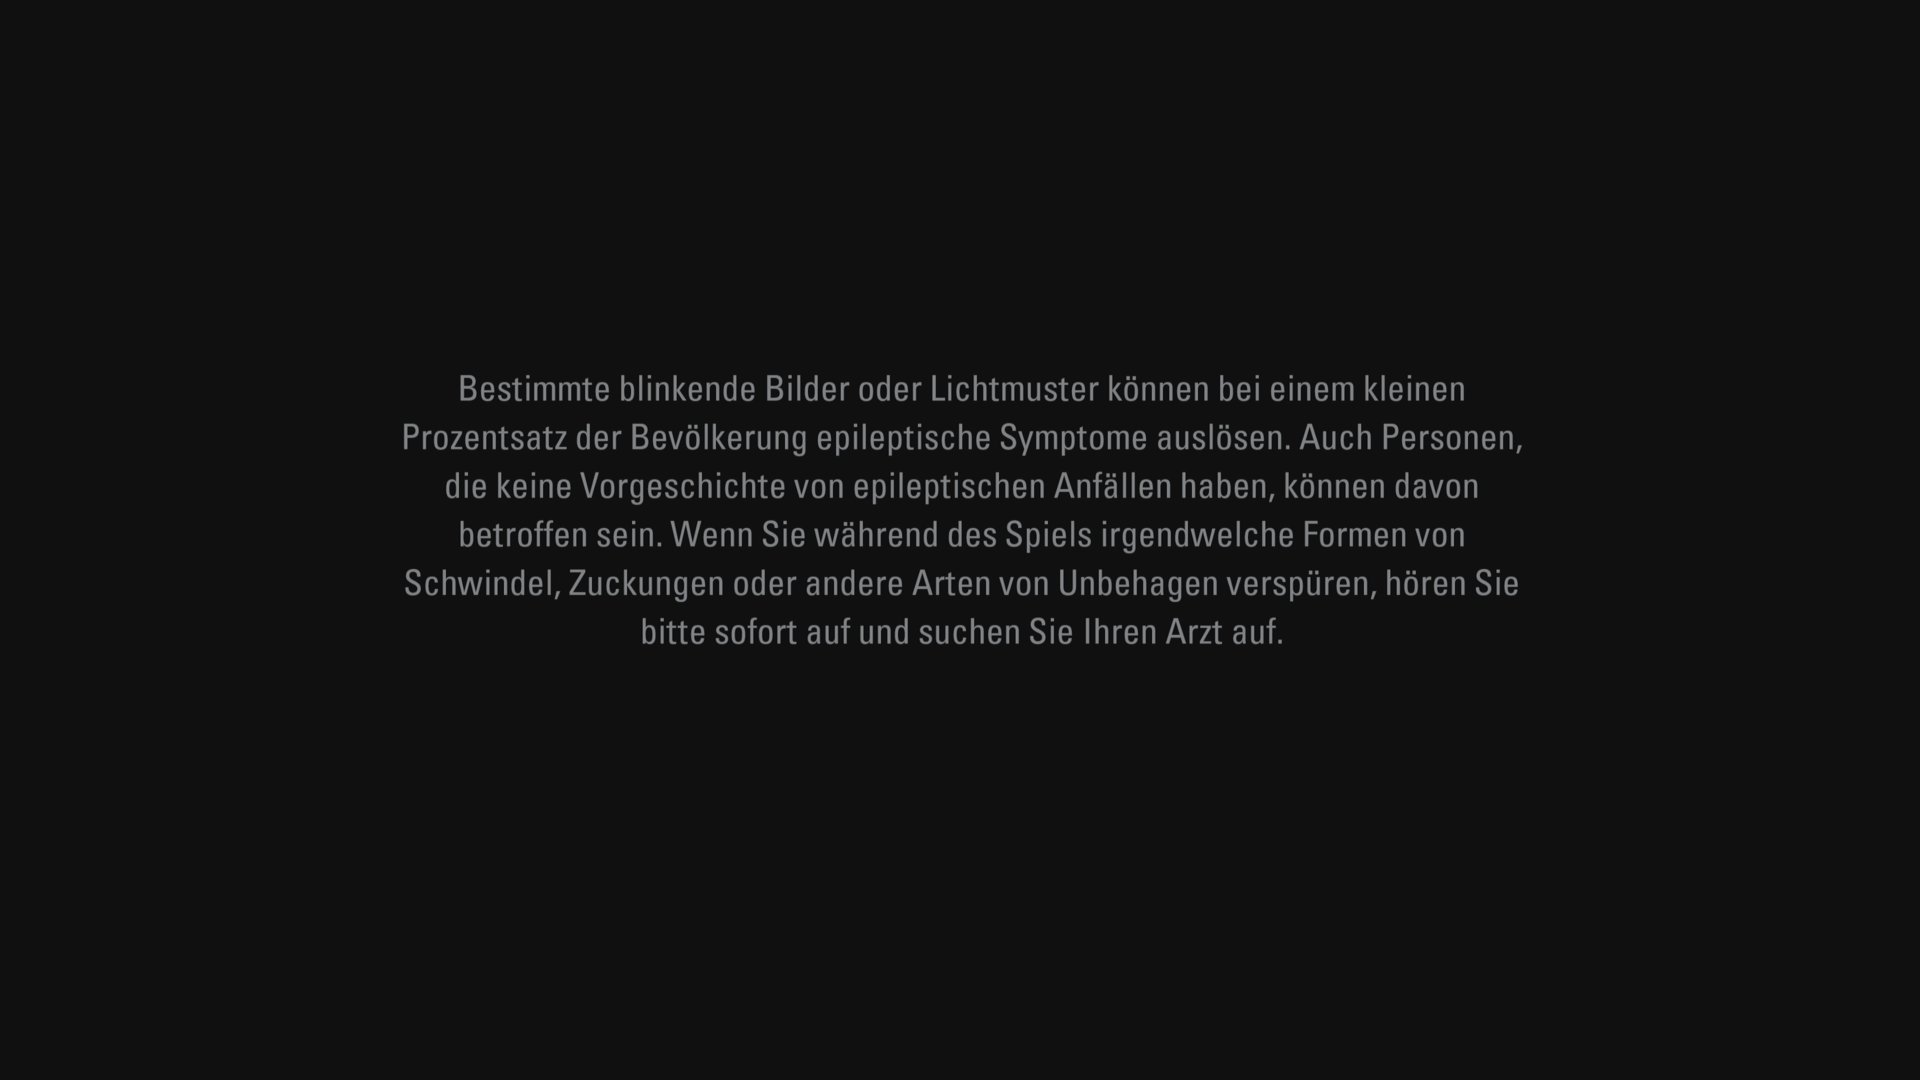 Bestimmte blinkende Bilder oder Lichtmuster können bei einem kleinen
Prozentsatz der Bevölkerung epileptische Symptome auslösen. Auch Personen,
die keine Vorgeschichte von epileptischen Anfällen haben, können davon
betroffen sein. Wenn Sie während des Spiels irgendwelche Formen von
Schwindel, Zuckungen oder andere Arten von Unbehagen verspüren, hören Sie
bitte sofort auf und suchen Sie Ihren Arzt auf.